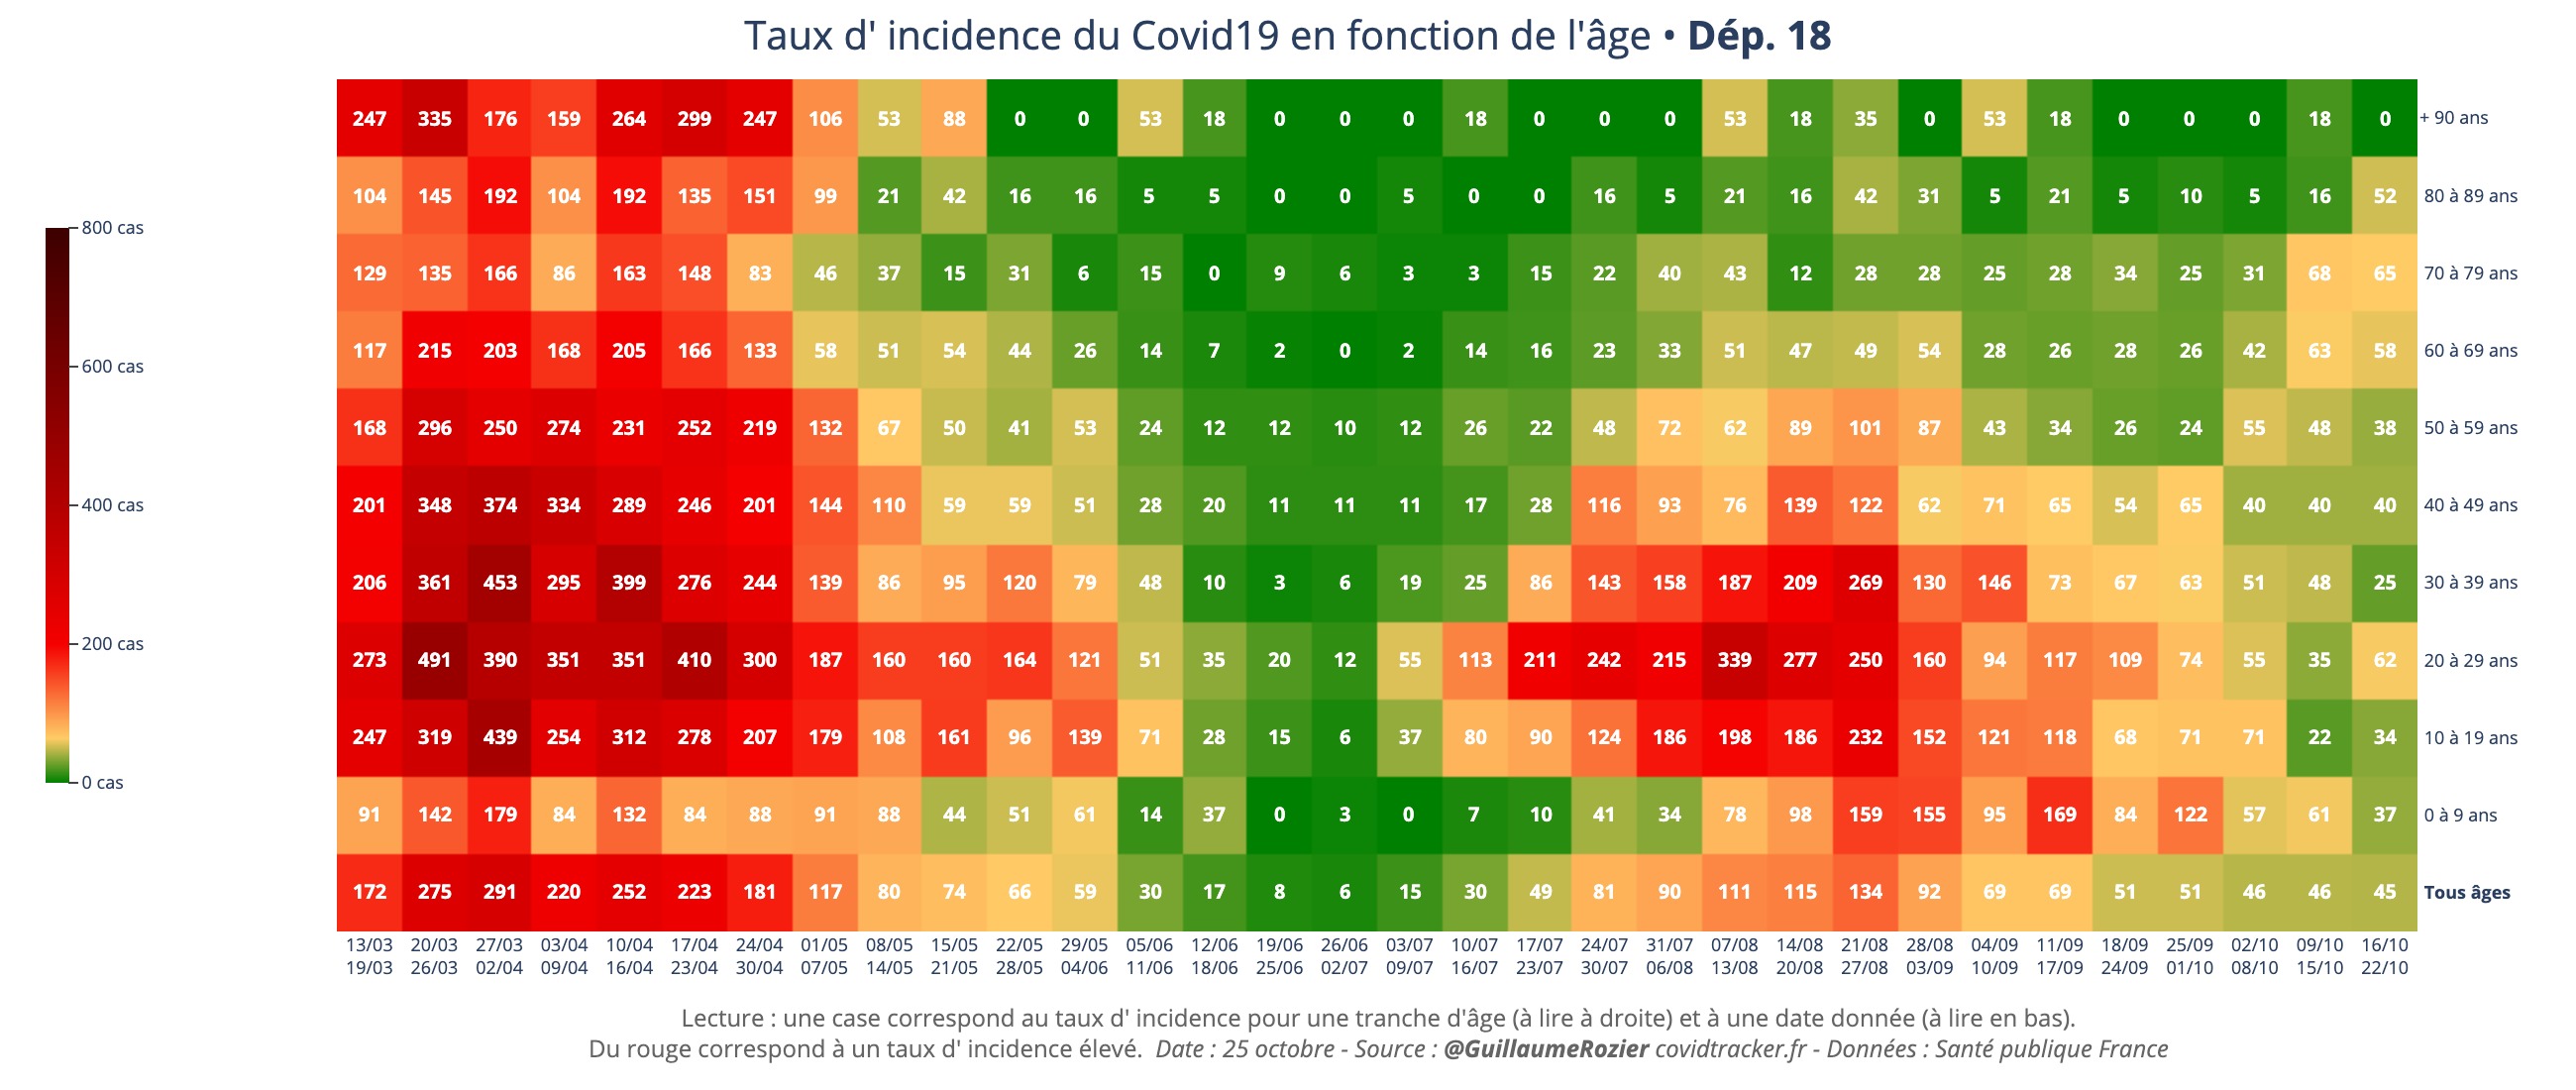 Taux d' incidence du Covid19 en fonction de l'âge • Dép. 18
247 335 176 159 264 299 247 106 53 88 0 0 53 18 0 0 0 18 0 0 0 53 18 35 0 53 18 0 0 0 18 0 + 90 ans
104 145 192 104 192 135 151 99 21 42 16 16 5 5 0 0 5 0 0 16 5 21 16 42 31 5 21 5 10 5 16 52 80 à 89 ans
800 cas
129 135 166 86 163 148 83 46 37 15 31 6 15 0 9 6 3 3 15 22 40 43 12 28 28 25 28 34 25 31 68 65 70 à 79 ans
117 215 203 168 205 166 133 58 51 54 44 26 14 7 2 0 2 14 16 23 33 51 47 49 54 28 26 28 26 42 63 58 60 à 69 ans
600 cas
168 296 250 274 231 252 219 132 67 50 41 53 24 12 12 10 12 26 22 48 72 62 89 101 87 43 34 26 24 55 48 38 50 à 59 ans
400 cas
201 348 374 334 289 246 201 144 110 59 59 51 28 20 11 11 11 17 28 116 93 76 139 122 62 71 65 54 65 40 40 40 40 à 49 ans
206 361 453 295 399 276 244 139 86 95 120 79 48 10 3 6 19 25 86 143 158 187 209 269 130 146 73 67 63 51 48 25 30 à 39 ans
200 cas
273 491 390 351 351 410 300 187 160 160 164 121 51 35 20 12 55 113 211 242 215 339 277 250 160 94 117 109 74 55 35 62 20 à 29 ans
247 319 439 254 312 278 207 179 108 161 96 139 71 28 15 6 37 80 90 124 186 198 186 232 152 121 118 68 71 71 22 34 10 à 19 ans
0 cas
91 142 179 84 132 84 88 91 88 44 51 61 14 37 0 3 0 7 10 41 34 78 98 159 155 95 169 84 122 57 61 37 0 à 9 ans
172 275 291 220 252 223 181 117 80 74 66 59 30 17 8 6 15 30 49 81 90 111 115 134 92 69 69 51 51 46 46 45 Tous âges
13/03 20/03 27/03 03/04 10/04 17/04 24/04 01/05 08/05 15/05 22/05 29/05 05/06 12/06 19/06 26/06 03/07 10/07 17/07 24/07 31/07 07/08 14/08 21/08 28/08 04/09 11/09 18/09 25/09 02/10 09/10 16/10
19/03 26/03 02/04 09/04 16/04 23/04 30/04 07/05 14/05 21/05 28/05 04/06 11/06 18/06 25/06 02/07 09/07 16/07 23/07 30/07 06/08 13/08 20/08 27/08 03/09 10/09 17/09 24/09 01/10 08/10 15/10 22/10
Lecture : une case correspond au taux d' incidence pour une tranche d'âge (à lire à droite) et à une date donnée (à lire en bas).
Du rouge correspond à un taux d' incidence élevé. Date : 25 octobre - Source : @GuillaumeRozier covidtracker.fr - Données : Santé publique France